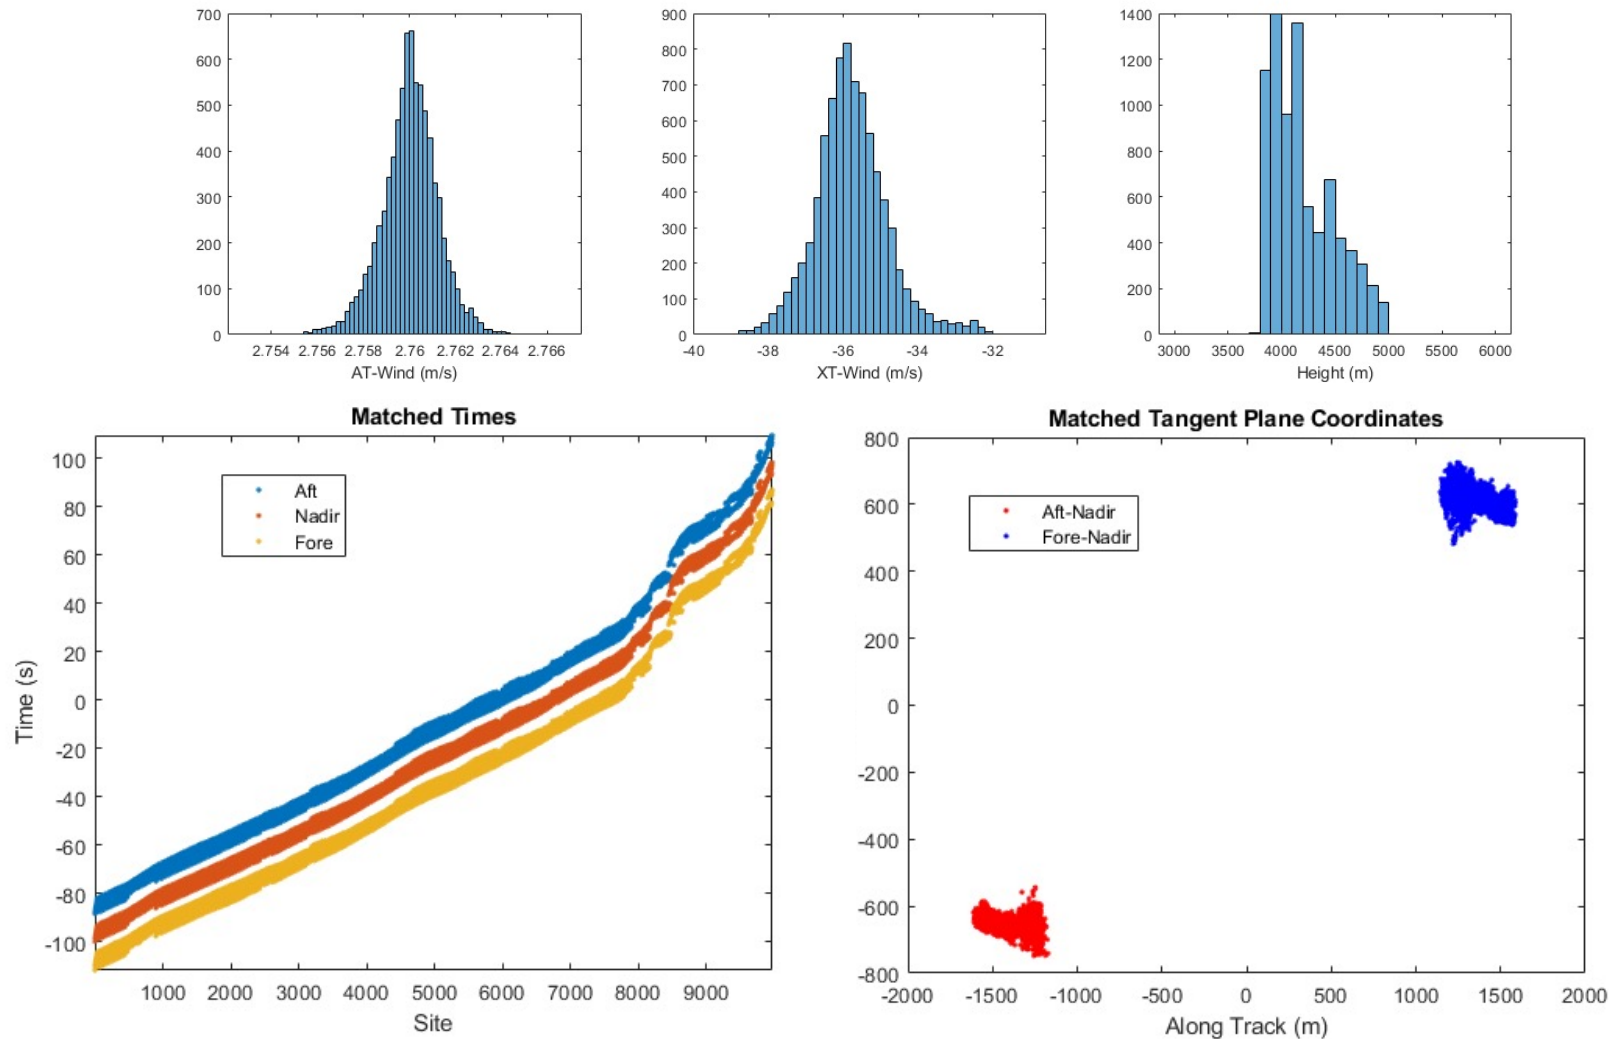 700
600
500
400
300
200
100
0
2.754 2.756 2.758 2.76 2.762 2.764 2.766
AT-Wind (m/s)
900
800
700
600
500
400
300
200
100
0
-40 -38 -36 -34 -32
XT-Wind (m/s)
1400
1200
1000
800
600
400
200
0
3000 3500 4000 4500 5000 5500 6000
Height (m)
Matched Times
100
80
60
40
20
0
-20
-40
-60
-80
-100
Time (s)
Aft
Nadir
Fore
1000 2000 3000 4000 5000 6000 7000 8000 9000
Site
Matched Tangent Plane Coordinates
800
600
400
200
0
-200
-400
-600
-800
Aft-Nadir
Fore-Nadir
-2000 -1500 -1000 -500 0 500 1000 1500 2000
Along Track (m)